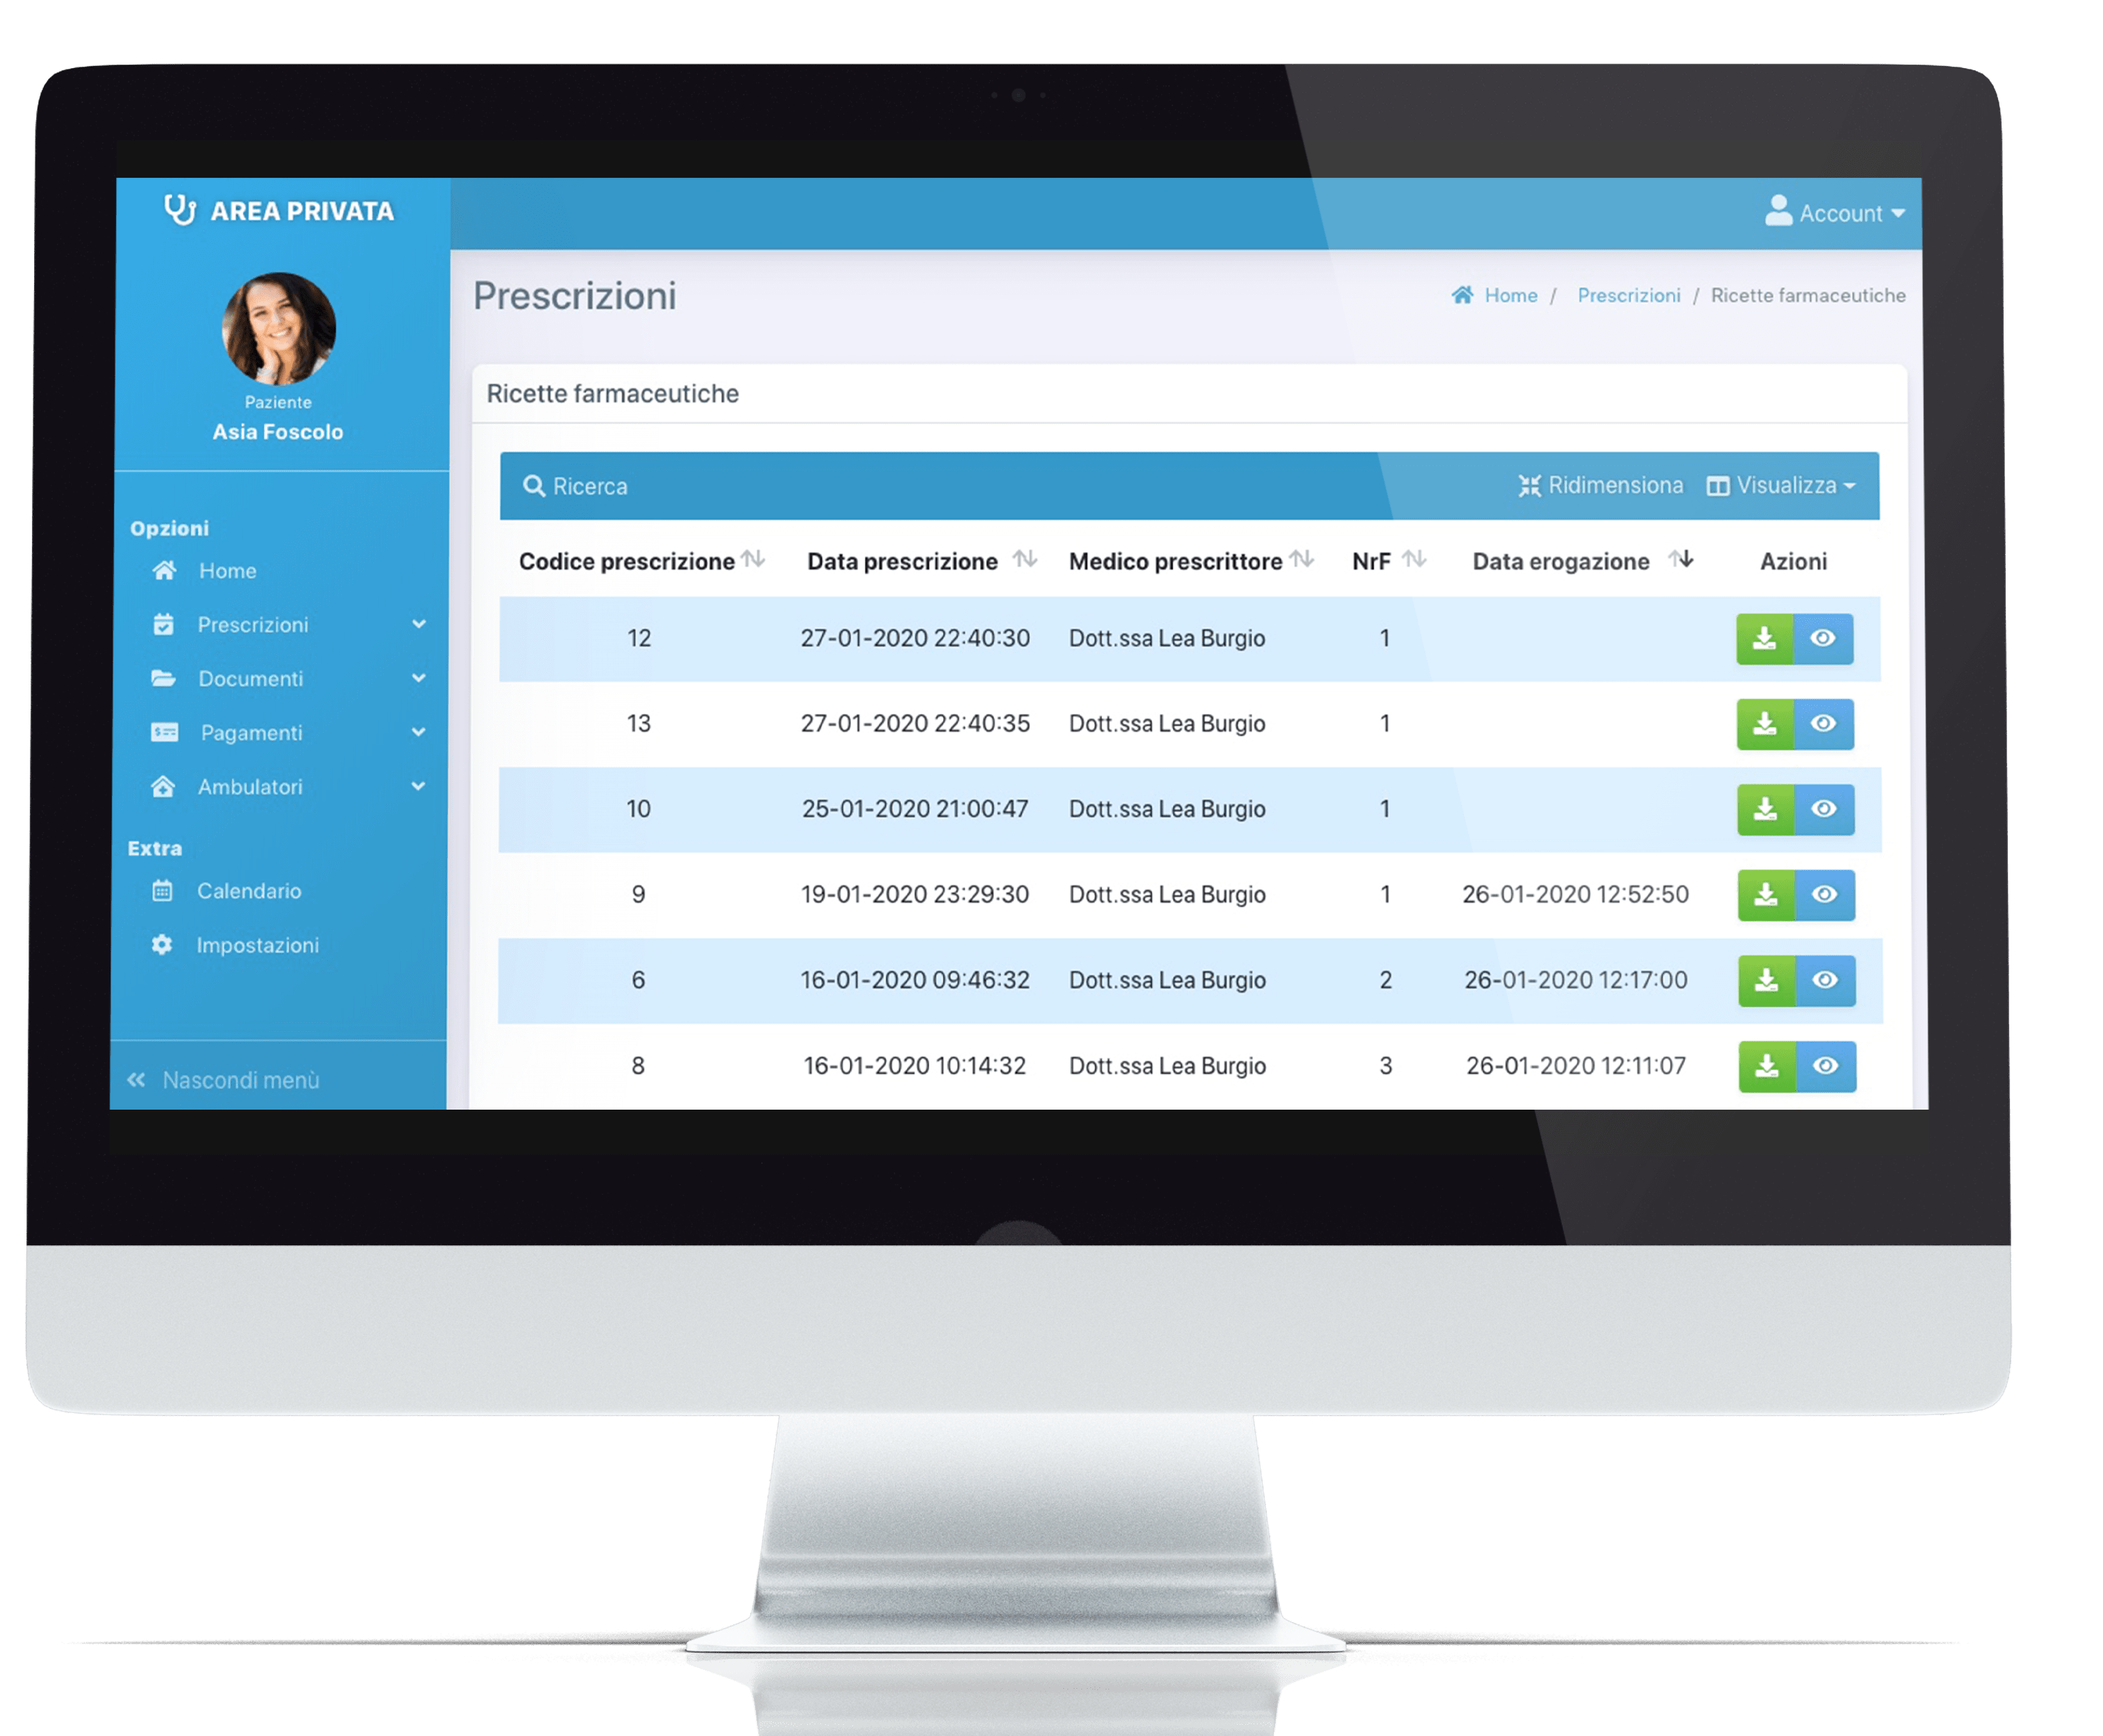 AREA PRIVATA
Account
Paziente
Asia Foscolo
Opzioni
Home
Prescrizioni
Documenti
Pagamenti
Ambulatori
Extra
Calendario
Impostazioni
Nascondi menù
Prescrizioni
Home / Prescrizioni / Ricette farmaceutiche
Ricette farmaceutiche
Ricerca Ridimensiona Visualizza
Codice prescrizione Data prescrizione Medico prescrittore NrF Data erogazione Azioni
12 27-01-2020 22:40:30 Dott.ssa Lea Burgio 1
13 27-01-2020 22:40:35 Dott.ssa Lea Burgio 1
10 25-01-2020 21:00:47 Dott.ssa Lea Burgio 1
9 19-01-2020 23:29:30 Dott.ssa Lea Burgio 1 26-01-2020 12:52:50
6 16-01-2020 09:46:32 Dott.ssa Lea Burgio 2 26-01-2020 12:17:00
8 16-01-2020 10:14:32 Dott.ssa Lea Burgio 3 26-01-2020 12:11:07